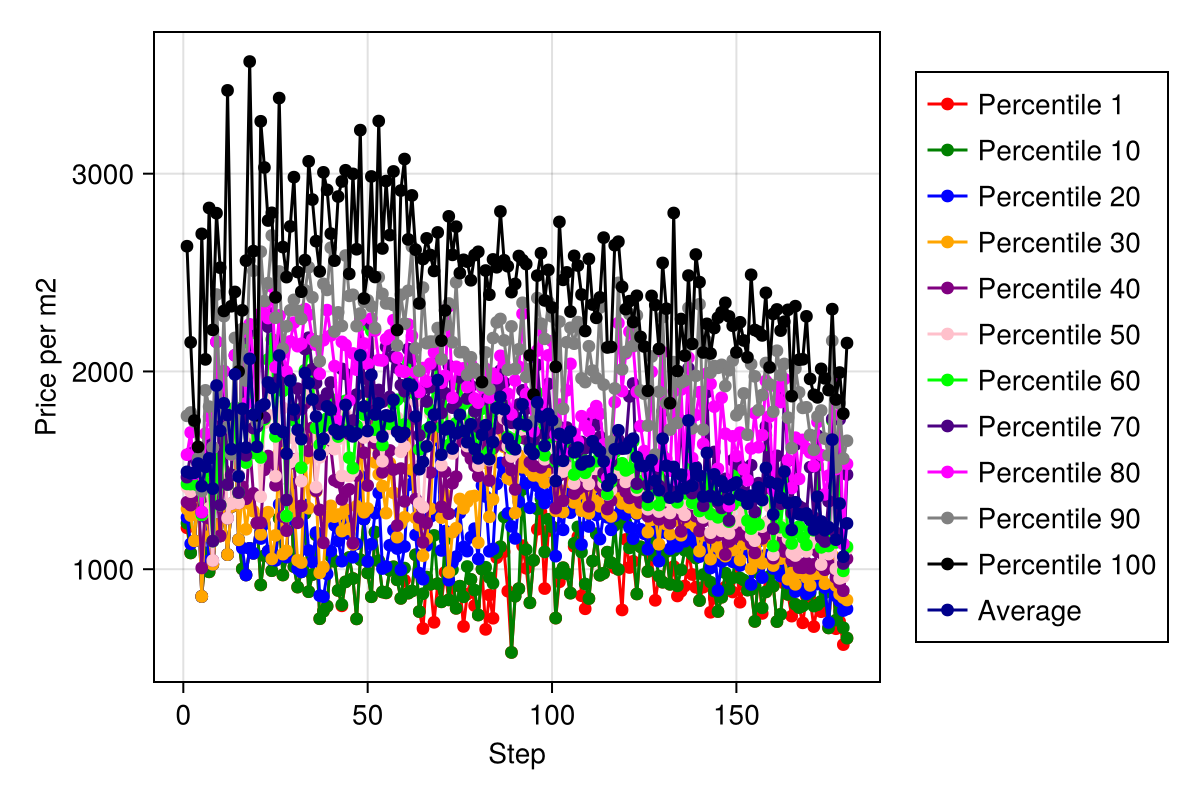 Price per m2
3000
2000
1000
0 50 100 150
Step
Percentile 1
Percentile 10
Percentile 20
Percentile 30
Percentile 40
Percentile 50
Percentile 60
Percentile 70
Percentile 80
Percentile 90
Percentile 100
Average